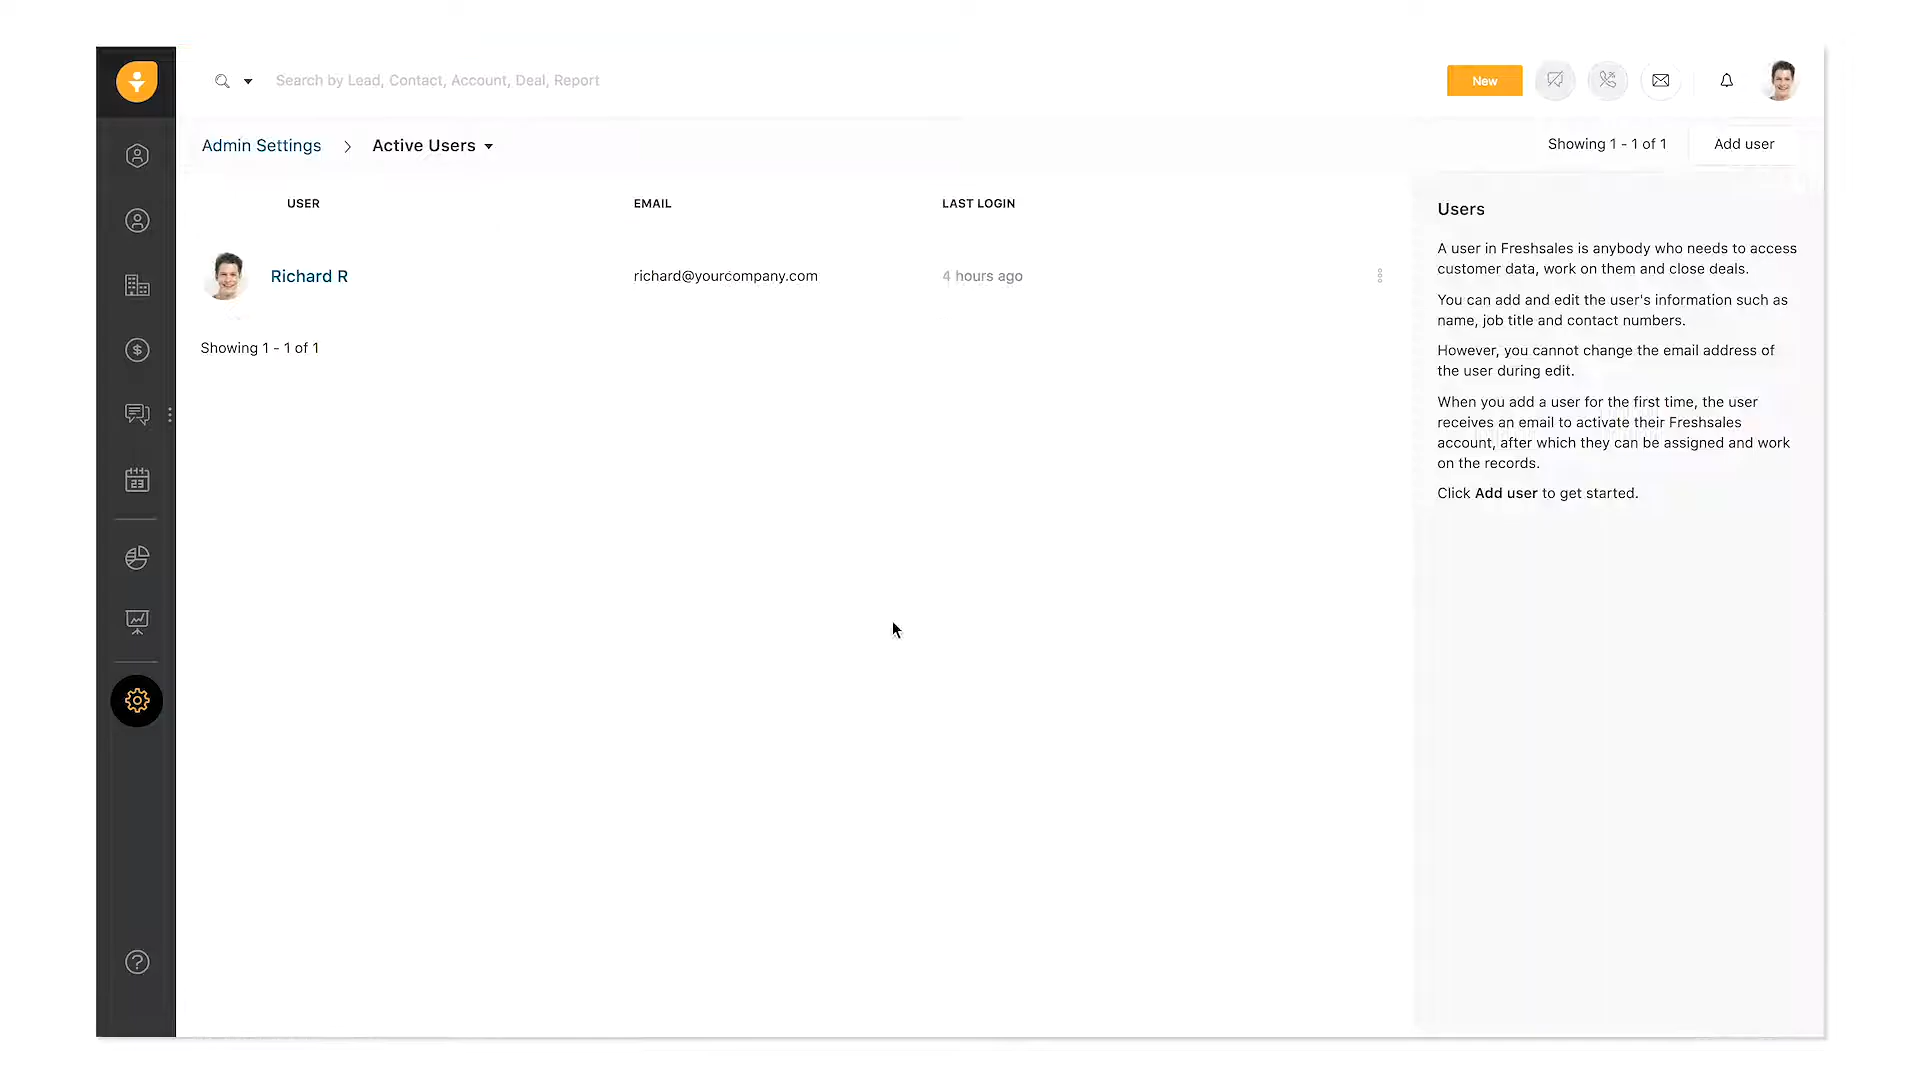 Search by Lead, Contact, Account, Deal, Report
New
Admin Settings > Active Users
Showing 1 - 1 of 1
Add user
USER
EMAIL
LAST LOGIN
Richard R
richard@yourcompany.com
4 hours ago
Showing 1 - 1 of 1
Users
A user in Freshsales is anybody who needs to access
customer data, work on them and close deals.
You can add and edit the user's information such as
name, job title and contact numbers.
However, you cannot change the email address of
the user during edit.
When you add a user for the first time, the user
receives an email to activate their Freshsales
account, after which they can be assigned and work
on the records.
Click Add user to get started.
23